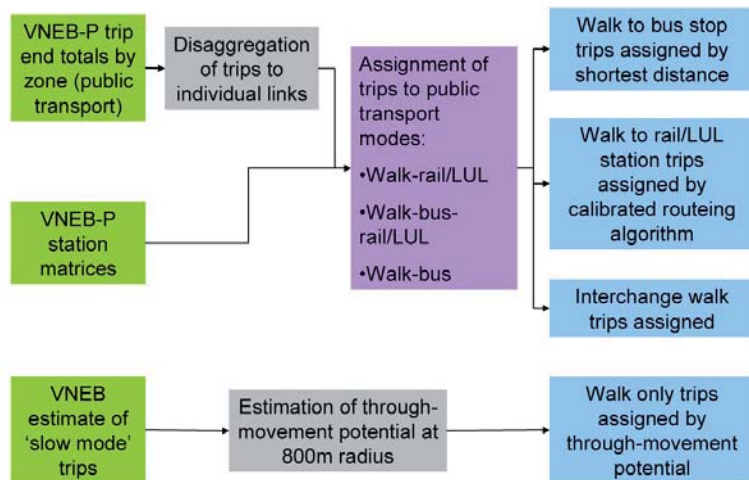 VNEB-P trip
end totals by
zone (public
transport)
Disaggregation
of trips to
individual links
VNEB-P
station
matrices
Assignment of
trips to public
transport
modes:
•Walk-rail/LUL
•Walk-bus-
rail/LUL
•Walk-bus
Walk to bus stop
trips assigned by
shortest distance
Walk to rail/LUL
station trips
assigned by
calibrated routeing
algorithm
Interchange walk
trips assigned
VNEB
estimate of
‘slow mode’
trips
Estimation of through-
movement potential at
800m radius
Walk only trips
assigned by
through-movement
potential